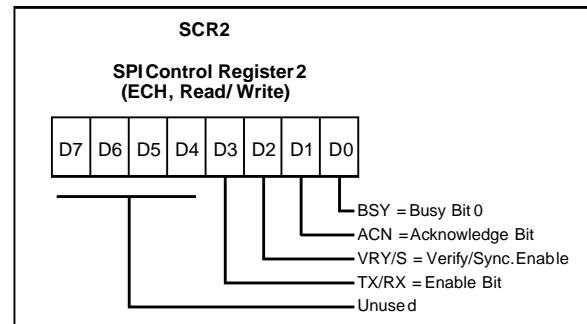 SCR2
SPI Control Register 2
(ECH, Read/ Write)
D7 D6 D5 D4 D3 D2 D1 D0
BSY = Busy Bit 0
ACN = Acknowledge Bit
VRY/S = Verify/Sync.Enable
TX/RX = Enable Bit
Unused